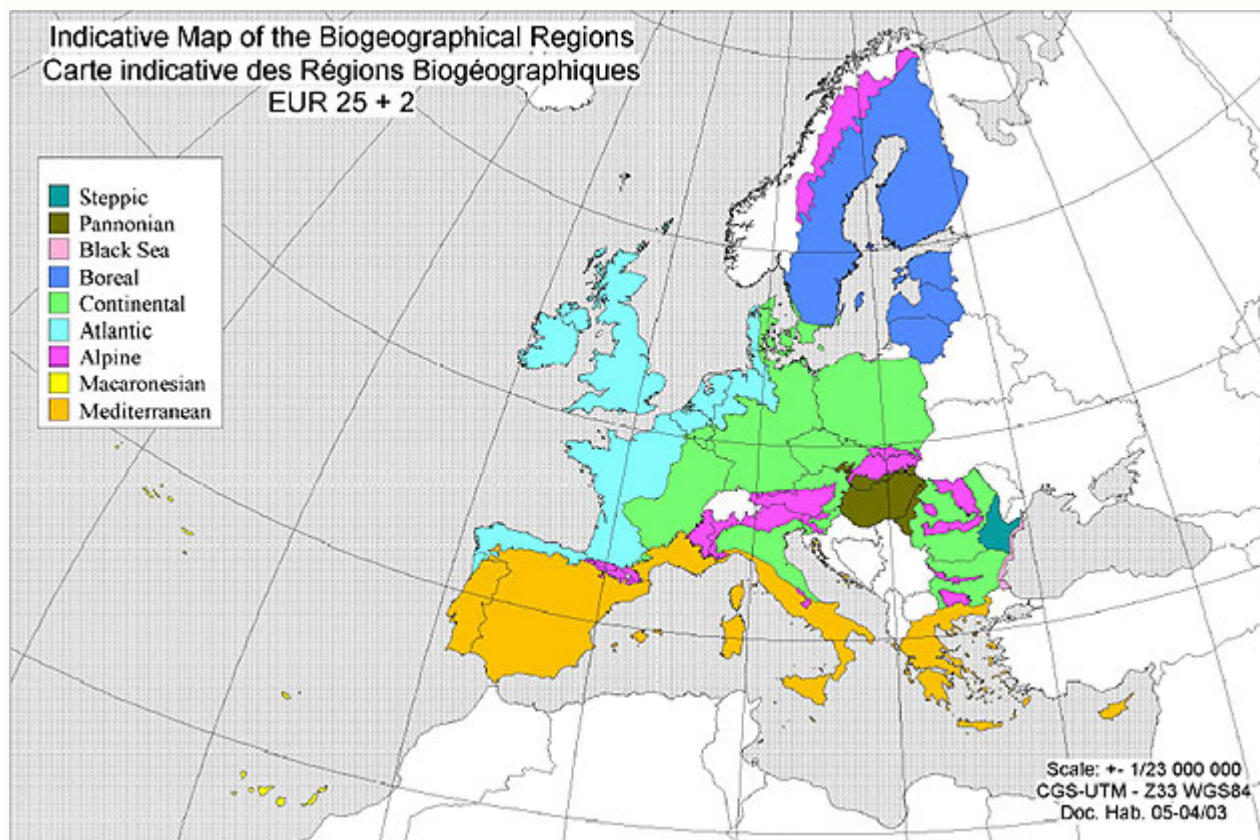 Indicative Map of the Biogeographical Regions
Carte indicative des Régions Biogéographiques
EUR 25 + 2
Steppic
Pannonian
Black Sea
Boreal
Continental
Atlantic
Alpine
Macaronesian
Mediterranean
Scale: +- 1/23 000 000
CGS-UTM - Z33 WGS84
Doc. Hab. 05-04/03